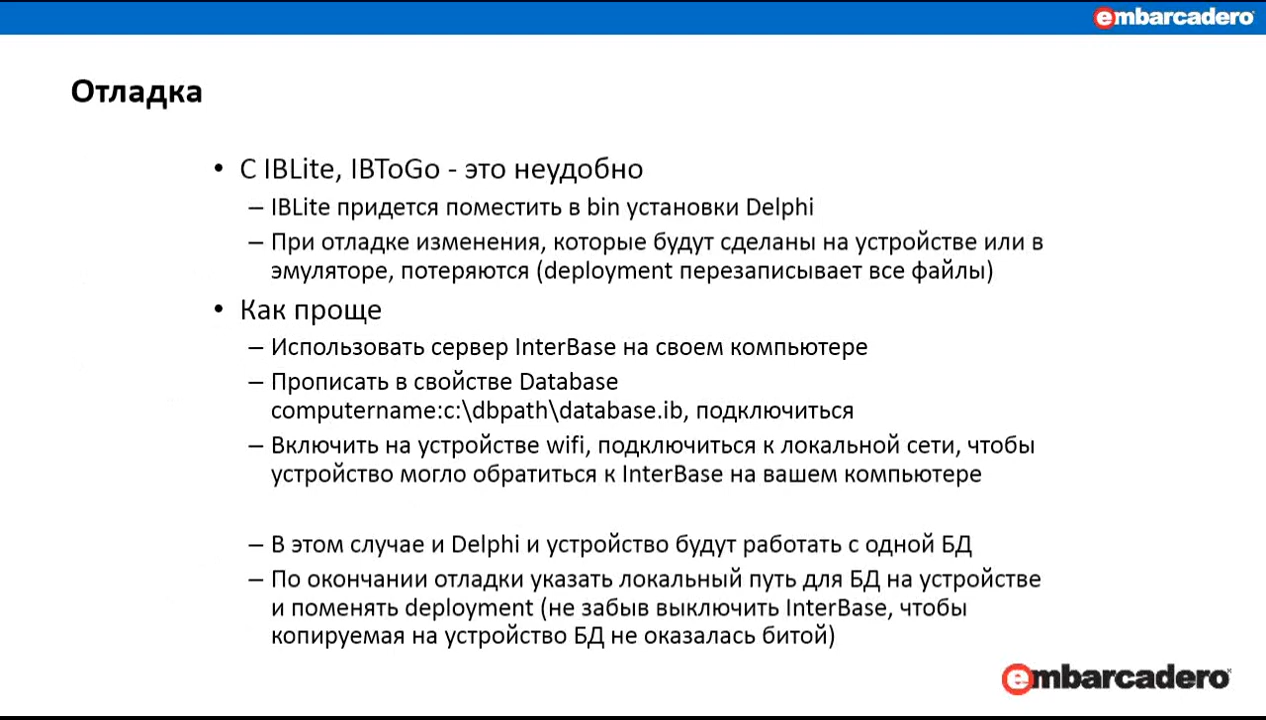 embarcadero
Отладка
• С IBLite, IBToGo - это неудобно
– IBLite придется поместить в bin установки Delphi
– При отладке изменения, которые будут сделаны на устройстве или в
эмуляторе, потеряются (deployment перезаписывает все файлы)
• Как проще
– Использовать сервер InterBase на своем компьютере
– Прописать в свойстве Database
computername:c:\dbpath\database.ib, подключиться
– Включить на устройстве wifi, подключиться к локальной сети, чтобы
устройство могло обратиться к InterBase на вашем компьютере
– В этом случае и Delphi и устройство будут работать с одной БД
– По окончании отладки указать локальный путь для БД на устройстве
и поменять deployment (не забыв выключить InterBase, чтобы
копируемая на устройство БД не оказалась битой)
embarcadero